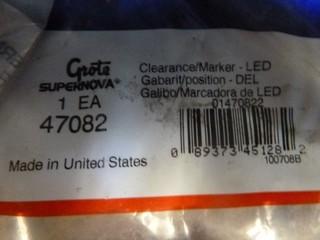 Grote
SUPERNOVA®
1 EA
47082
Clearance/Marker - LED
Gabarit/position - DEL
Galibo/Marcadora de LED
01470822
0 89373 45128 2
100708B
Made in United States